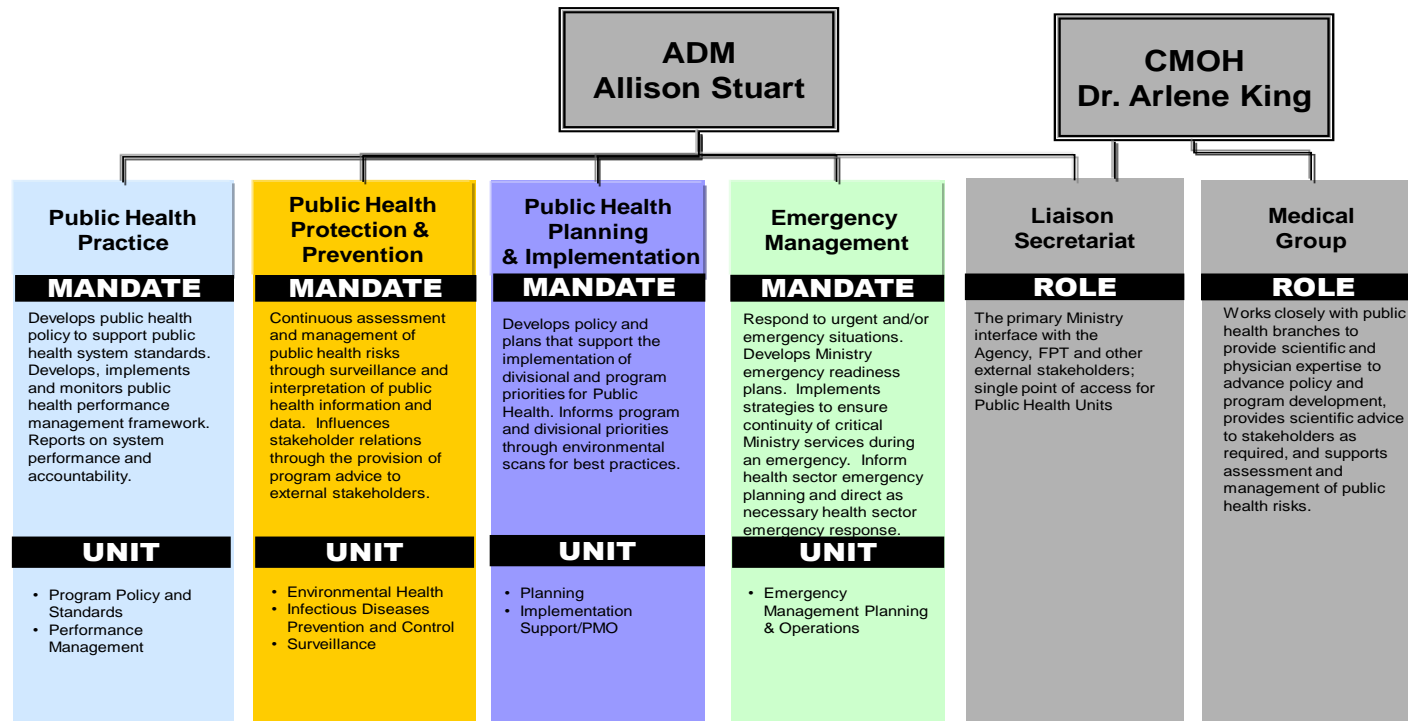 ADM
Allison Stuart
CMOH
Dr. Arlene King
Public Health
Practice
MANDATE
Develops public health
policy to support public
health system standards.
Develops, implements
and monitors public
health performance
management framework.
Reports on system
performance and
accountability.
UNIT
• Program Policy and
Standards
• Performance
Management
Public Health
Protection &
Prevention
MANDATE
Continuous assessment
and management of
public health risks
through surveillance and
interpretation of public
health information and
data. Influences
stakeholder relations
through the provision of
program advice to
external stakeholders.
UNIT
• Environmental Health
• Infectious Diseases
Prevention and Control
• Surveillance
Public Health
Planning
& Implementation
MANDATE
Develops policy and
plans that support the
implementation of
divisional and program
priorities for Public
Health. Informs program
and divisional priorities
through environmental
scans for best practices.
UNIT
• Planning
• Implementation
Support/PMO
Emergency
Management
MANDATE
Respond to urgent and/or
emergency situations.
Develops Ministry
emergency readiness
plans. Implements
strategies to ensure
continuity of critical
Ministry services during
an emergency. Inform
health sector emergency
planning and direct as
necessary health sector
emergency response.
UNIT
• Emergency
Management Planning
& Operations
Liaison
Secretariat
ROLE
The primary Ministry
interface with the
Agency, FPT and other
external stakeholders;
single point of access for
Public Health Units
Medical
Group
ROLE
Works closely with public
health branches to
provide scientific and
physician expertise to
advance policy and
program development,
provides scientific advice
to stakeholders as
required, and supports
assessment and
management of public
health risks.